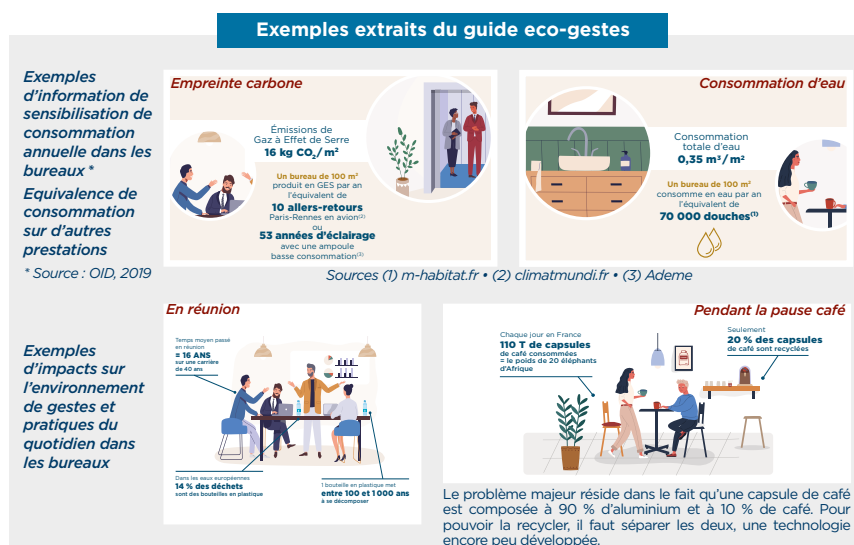 Exemples extraits du guide eco-gestes
Exemples
d'information de
sensibilisation de
consommation
annuelle dans les
bureaux *
Equivalence de
consommation
sur d'autres
prestations
* Source : OID, 2019
Empreinte carbone
Émissions de
Gaz à Effet de Serre
16 kg CO₂/m²
Un bureau de 100 m²
produit en GES par an
l'équivalent de
10 allers-retours
Paris-Rennes en avion(2)
ou
53 années d'éclairage
avec une ampoule
basse consommation(3)
Consommation d'eau
Consommation
totale d'eau
0,35 m³/m²
Un bureau de 100 m²
consomme en eau par an
l'équivalent de
70 000 douches(1)
Sources (1) m-habitat.fr • (2) climatmundi.fr • (3) Ademe
Exemples
d'impacts sur
l'environnement
de gestes et
pratiques du
quotidien dans
les bureaux
En réunion
Temps moyen passé
en réunion
= 16 ANS
sur une carrière
de 40 ans
Dans les eaux européennes
14 % des déchets
sont des bouteilles en plastique
1 bouteille en plastique met
entre 100 et 1 000 ans
à se décomposer
Pendant la pause café
Chaque jour en France
110 T de capsules
de café consommées
= le poids de 20 éléphants
d'Afrique
Seulement
20 % des capsules
de café sont recyclées
Le problème majeur réside dans le fait qu'une capsule de café
est composée à 90 % d'aluminium et à 10 % de café. Pour
pouvoir la recycler, il faut séparer les deux, une technologie
encore peu développée.